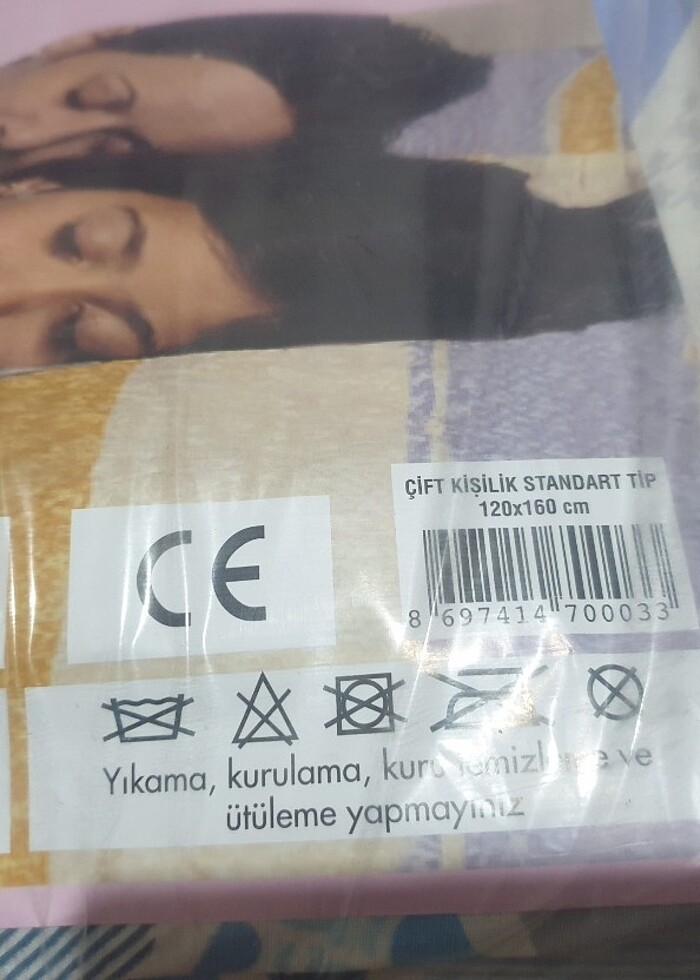 ÇİFT KİŞİLİK STANDART TİP
120x160 cm
CE
8 697414 700033
Yıkama, kurulama, kuru temizleme ve
ütüleme yapmayınız